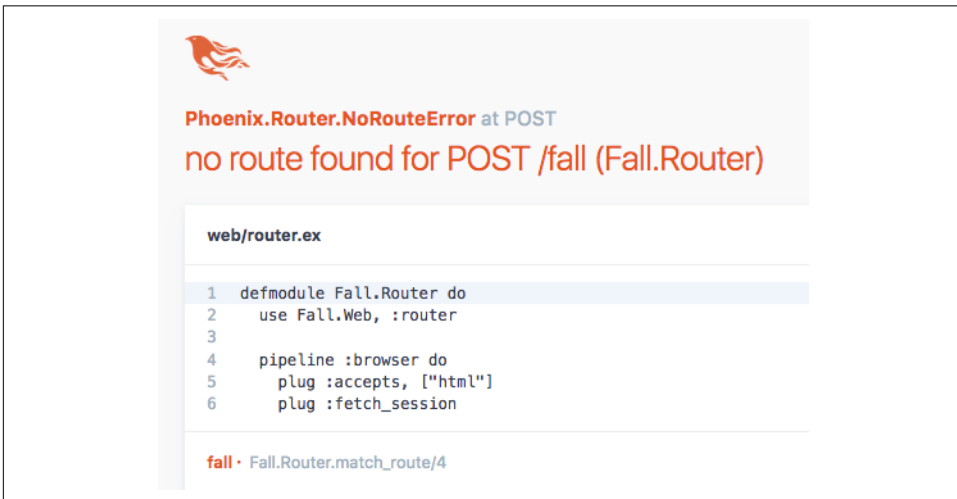 Phoenix.Router.NoRouteError at POST
no route found for POST /fall (Fall.Router)
web/router.ex
1 defmodule Fall.Router do
2 use Fall.Web, :router
3
4 pipeline :browser do
5 plug :accepts, ["html"]
6 plug :fetch_session
fall · Fall.Router.match_route/4